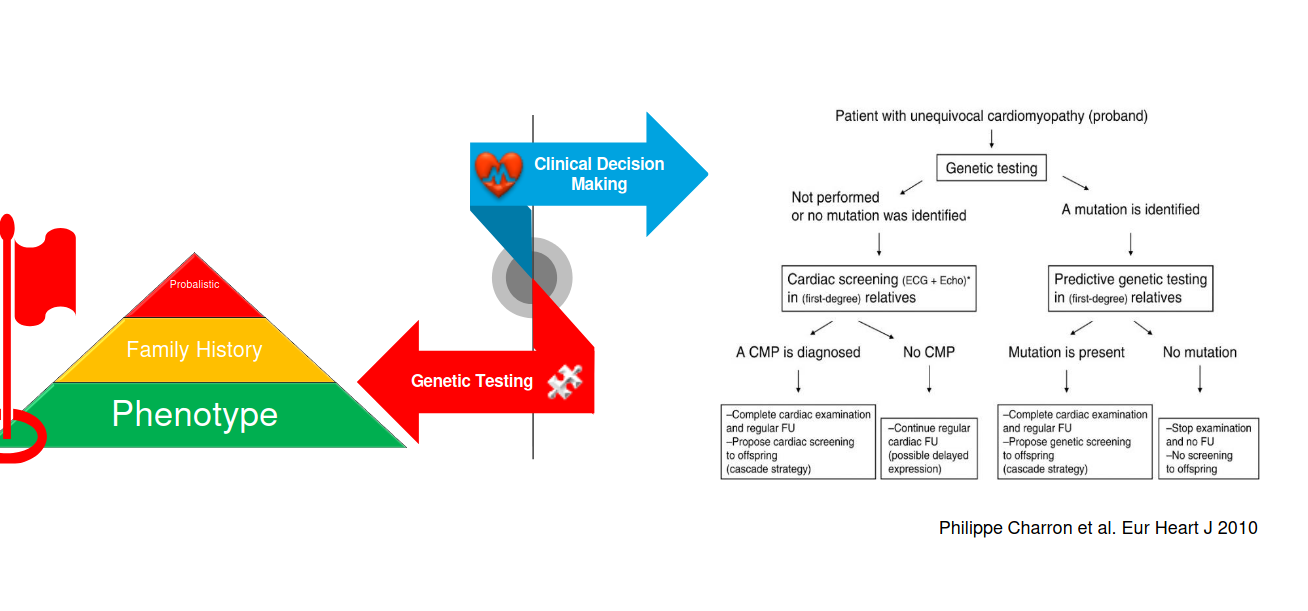 Probalistic
Family History
Phenotype
Clinical Decision
Making
Genetic Testing
Patient with unequivocal cardiomyopathy (proband)
Genetic testing
Not performed
or no mutation was identified
A mutation is identified
Cardiac screening (ECG + Echo)*
in (first-degree) relatives
Predictive genetic testing
in (first-degree) relatives
A CMP is diagnosed
No CMP
Mutation is present
No mutation
–Complete cardiac examination
and regular FU
–Propose cardiac screening
to offspring
(cascade strategy)
–Continue regular
cardiac FU
(possible delayed
expression)
–Complete cardiac examination
and regular FU
–Propose genetic screening
to offspring
(cascade strategy)
–Stop examination
and no FU
–No screening
to offspring
Philippe Charron et al. Eur Heart J 2010